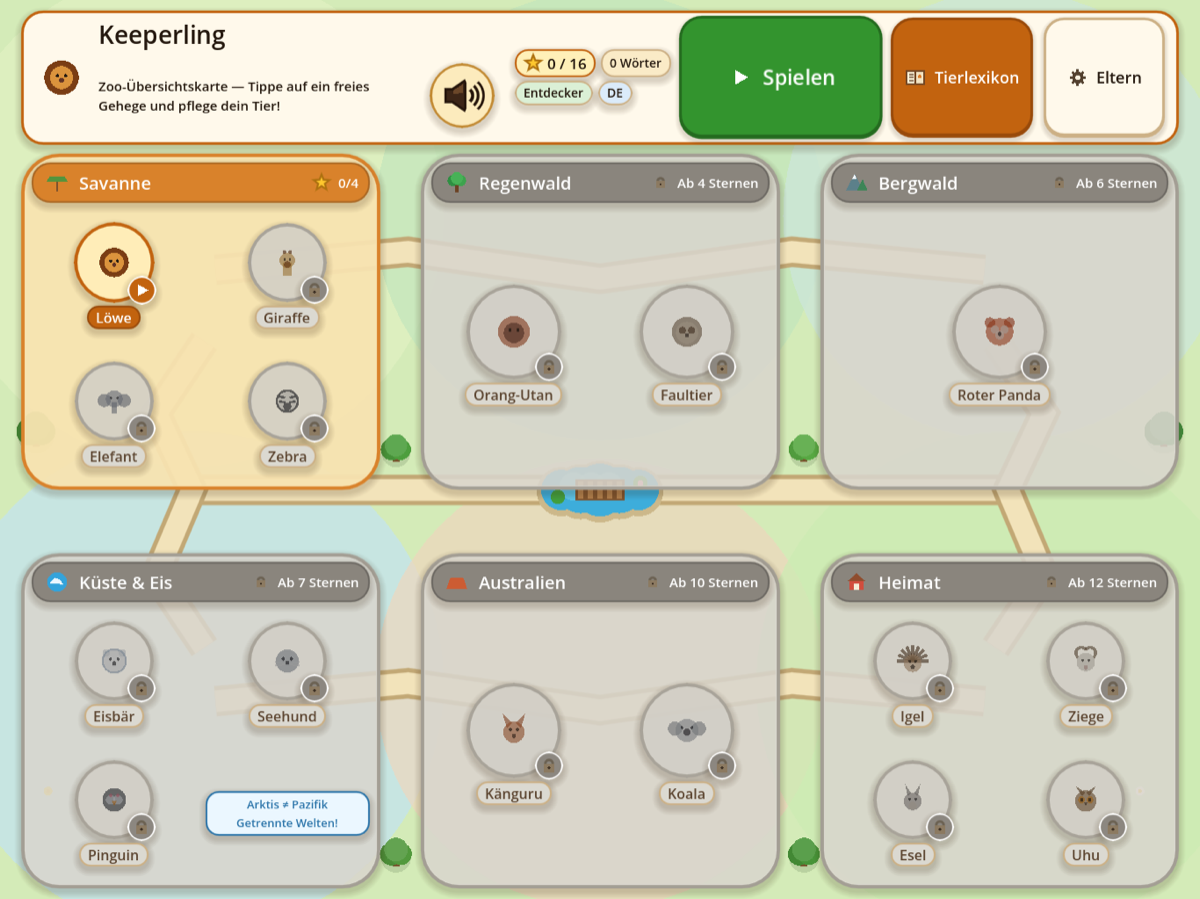 Keeperling
Zoo-Übersichtskarte — Tippe auf ein freies
Gehege und pflege dein Tier!
0 / 16
0 Wörter
Entdecker
DE
Spielen
Tierlexikon
Eltern
Savanne
0/4
Löwe
Giraffe
Elefant
Zebra
Regenwald
Ab 4 Sternen
Orang-Utan
Faultier
Bergwald
Ab 6 Sternen
Roter Panda
Küste & Eis
Ab 7 Sternen
Eisbär
Seehund
Pinguin
Arktis ≠ Pazifik
Getrennte Welten!
Australien
Ab 10 Sternen
Känguru
Koala
Heimat
Ab 12 Sternen
Igel
Ziege
Esel
Uhu